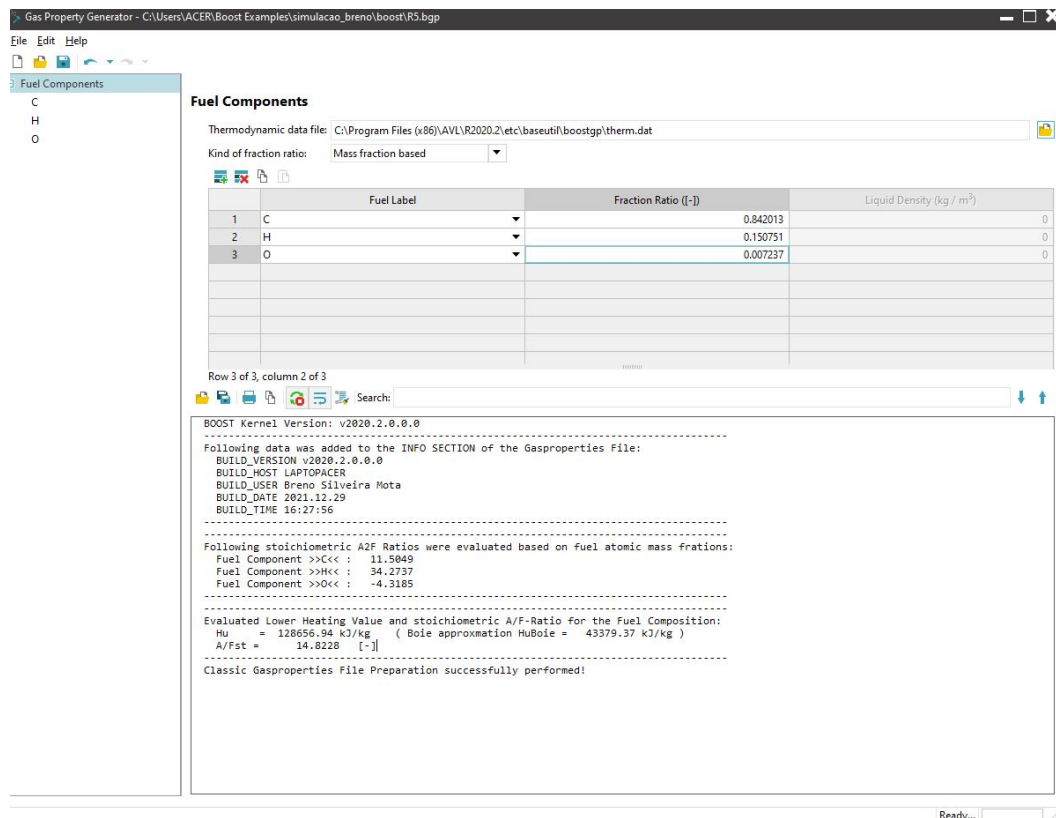 Gas Property Generator - C:\Users\ACER\Boost Examples\simulacao_breno\boost\R5.bgp
File Edit Help
Fuel Components
C
H
O
Fuel Components
Thermodynamic data file: C:\Program Files (x86)\AVL\R2020.2\etc\baseutil\boostgp\therm.dat
Kind of fraction ratio: Mass fraction based
Fuel Label Fraction Ratio ([-]) Liquid Density (kg / m³)
1 C 0.842013 0
2 H 0.150751 0
3 O 0.007237 0
Row 3 of 3, column 2 of 3
Search:
BOOST Kernel Version: v2020.2.0.0.0
--------------------------------------------------------------------------------------
Following data was added to the INFO SECTION of the Gasproperties File:
BUILD_VERSION v2020.2.0.0.0
BUILD_HOST LAPTOPACER
BUILD_USER Breno Silveira Mota
BUILD_DATE 2021.12.29
BUILD_TIME 16:27:56
--------------------------------------------------------------------------------------
--------------------------------------------------------------------------------------
Following stoichiometric A2F Ratios were evaluated based on fuel atomic mass frations:
Fuel Component >>C<< : 11.5049
Fuel Component >>H<< : 34.2737
Fuel Component >>O<< : -4.3185
--------------------------------------------------------------------------------------
--------------------------------------------------------------------------------------
Evaluated Lower Heating Value and stoichiometric A/F-Ratio for the Fuel Composition:
Hu = 128656.94 kJ/kg ( Boie approxmation HuBoie = 43379.37 kJ/kg )
A/Fst = 14.8228 [-]
--------------------------------------------------------------------------------------
Classic Gasproperties File Preparation successfully performed!
Ready...